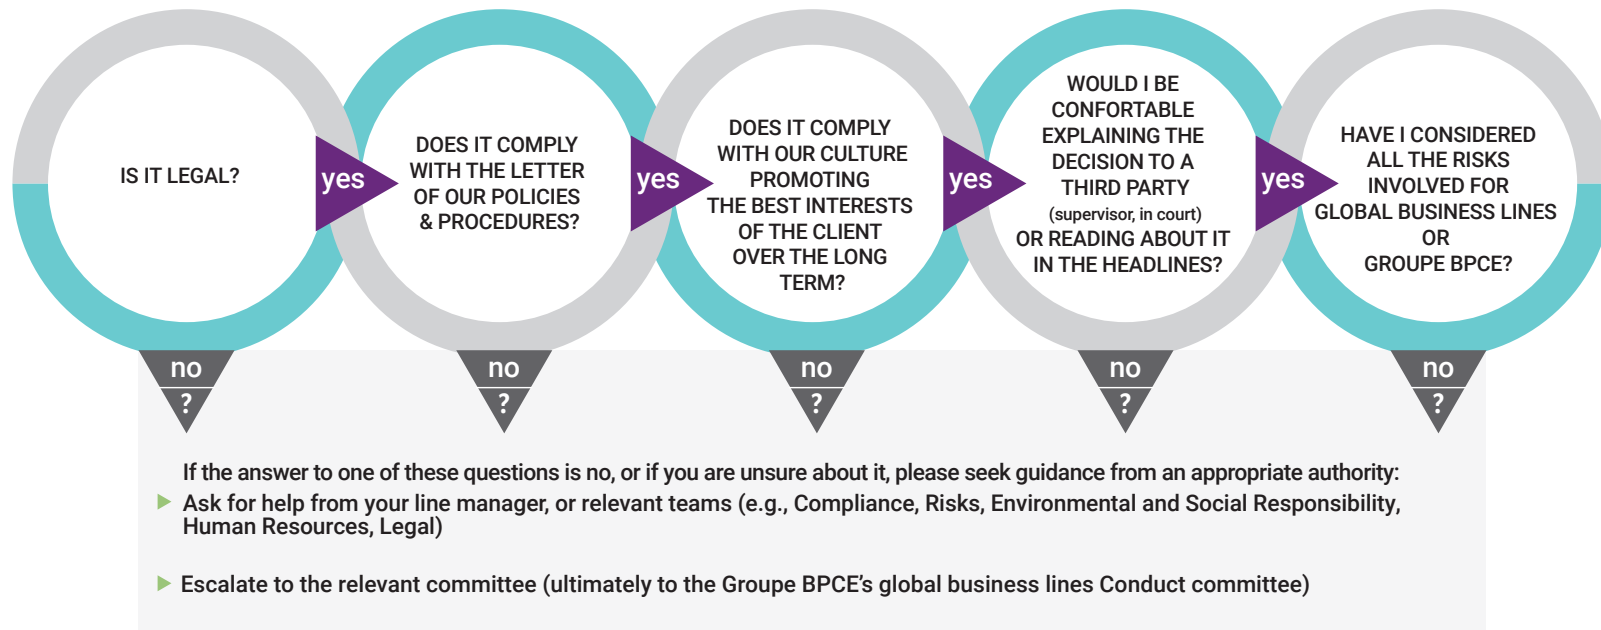 IS IT LEGAL?
yes
DOES IT COMPLY
WITH THE LETTER
OF OUR POLICIES
& PROCEDURES?
yes
DOES IT COMPLY
WITH OUR CULTURE
PROMOTING
THE BEST INTERESTS
OF THE CLIENT
OVER THE LONG
TERM?
yes
WOULD I BE
CONFORTABLE
EXPLAINING THE
DECISION TO A
THIRD PARTY
(supervisor, in court)
OR READING ABOUT IT
IN THE HEADLINES?
yes
HAVE I CONSIDERED
ALL THE RISKS
INVOLVED FOR
GLOBAL BUSINESS LINES
OR
GROUPE BPCE?
no
?
no
?
no
?
no
?
no
?
If the answer to one of these questions is no, or if you are unsure about it, please seek guidance from an appropriate authority:
Ask for help from your line manager, or relevant teams (e.g., Compliance, Risks, Environmental and Social Responsibility,
Human Resources, Legal)
Escalate to the relevant committee (ultimately to the Groupe BPCE’s global business lines Conduct committee)